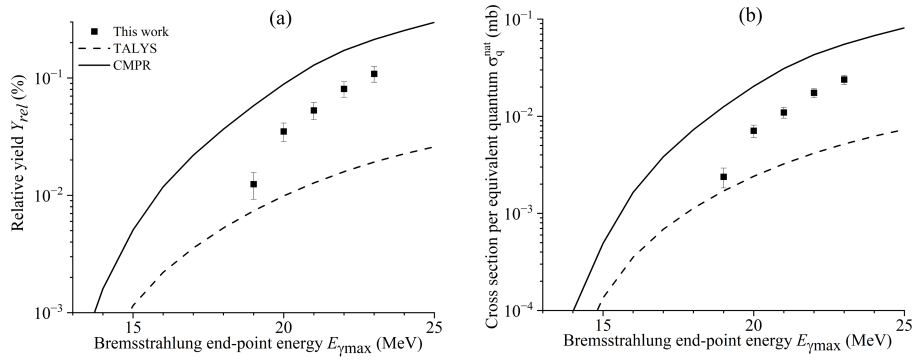 (a)
This work
TALYS
CMPR
Relative yield Y_rel (%)
10⁻¹
10⁻²
10⁻³
15 20 25
Bremsstrahlung end-point energy E_γmax (MeV)
(b)
Cross section per equivalent quantum σ_q^nat (mb)
10⁻¹
10⁻²
10⁻³
10⁻⁴
15 20 25
Bremsstrahlung end-point energy E_γmax (MeV)